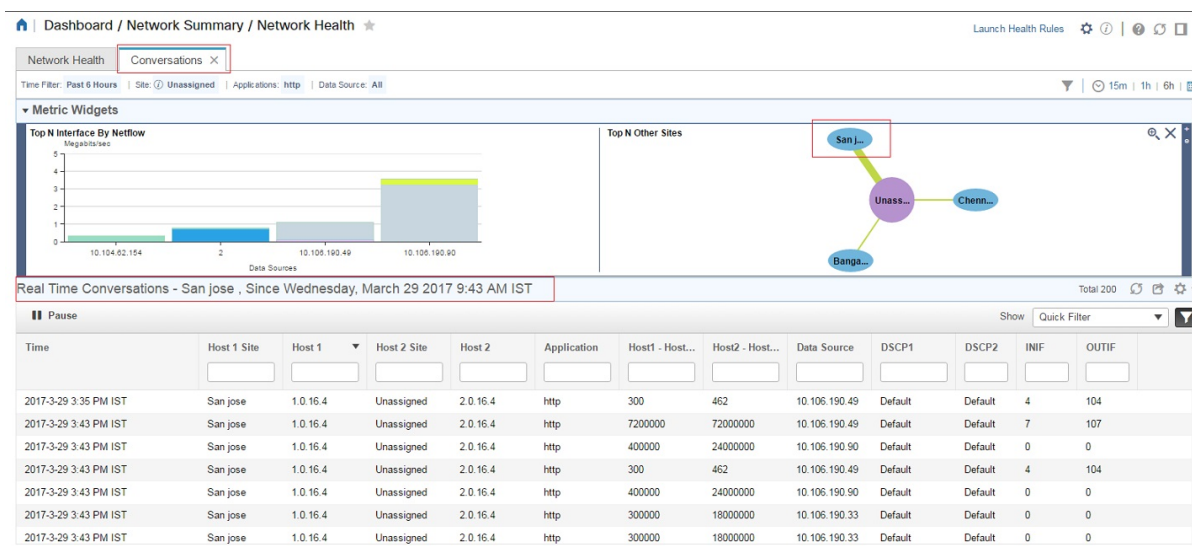 Dashboard / Network Summary / Network Health
Launch Health Rules
Network Health
Conversations ×
Time Filter: Past 6 Hours | Site: Unassigned | Applications: http | Data Source: All
15m | 1h | 6h |
Metric Widgets
Top N Interface By Netflow
Megabits/sec
5
4
3
2
1
0
10.104.62.154 2 10.106.190.49 10.106.190.90
Data Sources
Top N Other Sites
San j...
Unass...
Chenn...
Banga...
Real Time Conversations - San jose , Since Wednesday, March 29 2017 9:43 AM IST
Total 200
Pause
Show Quick Filter
Time Host 1 Site Host 1 Host 2 Site Host 2 Application Host1 - Host... Host2 - Host... Data Source DSCP1 DSCP2 INIF OUTIF
2017-3-29 3:35 PM IST San jose 1.0.16.4 Unassigned 2.0.16.4 http 300 462 10.106.190.49 Default Default 4 104
2017-3-29 3:43 PM IST San jose 1.0.16.4 Unassigned 2.0.16.4 http 7200000 72000000 10.106.190.49 Default Default 7 107
2017-3-29 3:43 PM IST San jose 1.0.16.4 Unassigned 2.0.16.4 http 400000 24000000 10.106.190.90 Default Default 0 0
2017-3-29 3:43 PM IST San jose 1.0.16.4 Unassigned 2.0.16.4 http 300 462 10.106.190.49 Default Default 4 104
2017-3-29 3:43 PM IST San jose 1.0.16.4 Unassigned 2.0.16.4 http 400000 24000000 10.106.190.90 Default Default 0 0
2017-3-29 3:43 PM IST San jose 1.0.16.4 Unassigned 2.0.16.4 http 300000 18000000 10.106.190.33 Default Default 0 0
2017-3-29 3:43 PM IST San jose 1.0.16.4 Unassigned 2.0.16.4 http 300000 18000000 10.106.190.33 Default Default 0 0